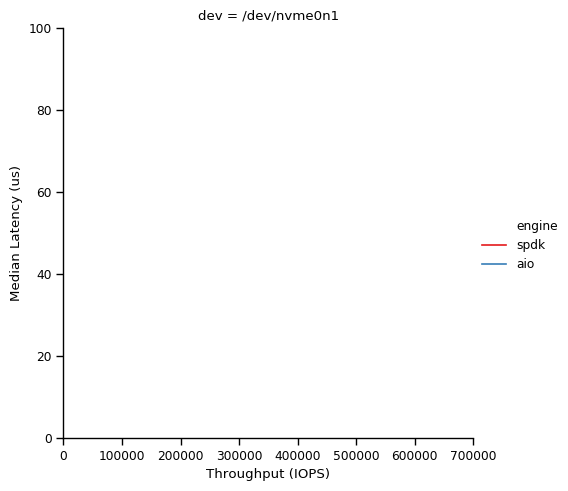 dev = /dev/nvme0n1
100
80
60
40
20
0
Median Latency (us)
engine
spdk
aio
0 100000 200000 300000 400000 500000 600000 700000
Throughput (IOPS)